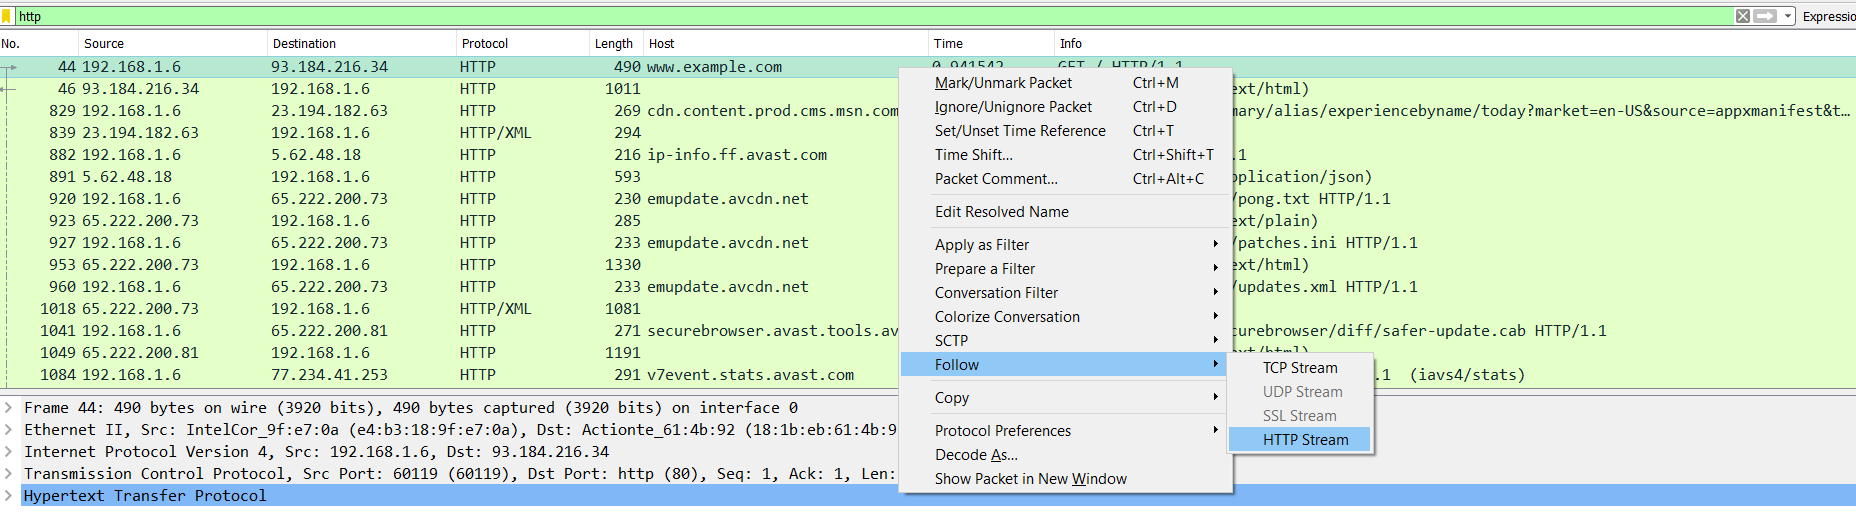 http Expressio
No. Source Destination Protocol Length Host Time Info
44 192.168.1.6 93.184.216.34 HTTP 490 www.example.com 0.941542 GET / HTTP/1.1
46 93.184.216.34 192.168.1.6 HTTP 1011 ext/html)
829 192.168.1.6 23.194.182.63 HTTP 269 cdn.content.prod.cms.msn.com mary/alias/experiencebyname/today?market=en-US&source=appxmanifest&t…
839 23.194.182.63 192.168.1.6 HTTP/XML 294
882 192.168.1.6 5.62.48.18 HTTP 216 ip-info.ff.avast.com .1
891 5.62.48.18 192.168.1.6 HTTP 593 pplication/json)
920 192.168.1.6 65.222.200.73 HTTP 230 emupdate.avcdn.net /pong.txt HTTP/1.1
923 65.222.200.73 192.168.1.6 HTTP 285 ext/plain)
927 192.168.1.6 65.222.200.73 HTTP 233 emupdate.avcdn.net /patches.ini HTTP/1.1
953 65.222.200.73 192.168.1.6 HTTP 1330 ext/html)
960 192.168.1.6 65.222.200.73 HTTP 233 emupdate.avcdn.net /updates.xml HTTP/1.1
1018 65.222.200.73 192.168.1.6 HTTP/XML 1081
1041 192.168.1.6 65.222.200.81 HTTP 271 securebrowser.avast.tools.av curebrowser/diff/safer-update.cab HTTP/1.1
1049 65.222.200.81 192.168.1.6 HTTP 1191 ext/html)
1084 192.168.1.6 77.234.41.253 HTTP 291 v7event.stats.avast.com .1 (iavs4/stats)
Mark/Unmark Packet Ctrl+M
Ignore/Unignore Packet Ctrl+D
Set/Unset Time Reference Ctrl+T
Time Shift... Ctrl+Shift+T
Packet Comment... Ctrl+Alt+C
Edit Resolved Name
Apply as Filter
Prepare a Filter
Conversation Filter
Colorize Conversation
SCTP
Follow
Copy
Protocol Preferences
Decode As...
Show Packet in New Window
TCP Stream
UDP Stream
SSL Stream
HTTP Stream
Frame 44: 490 bytes on wire (3920 bits), 490 bytes captured (3920 bits) on interface 0
Ethernet II, Src: IntelCor_9f:e7:0a (e4:b3:18:9f:e7:0a), Dst: Actionte_61:4b:92 (18:1b:eb:61:4b:9
Internet Protocol Version 4, Src: 192.168.1.6, Dst: 93.184.216.34
Transmission Control Protocol, Src Port: 60119 (60119), Dst Port: http (80), Seq: 1, Ack: 1, Len:
Hypertext Transfer Protocol